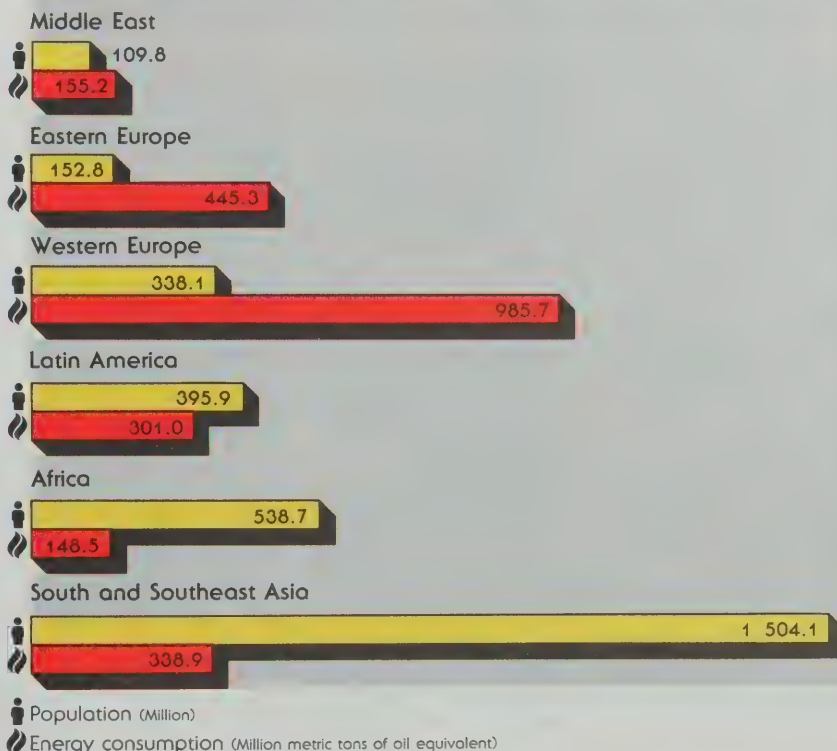 Middle East
109.8
155.2
Eastern Europe
152.8
445.3
Western Europe
338.1
985.7
Latin America
395.9
301.0
Africa
538.7
148.5
South and Southeast Asia
1 504.1
338.9
Population (Million)
Energy consumption (Million metric tons of oil equivalent)